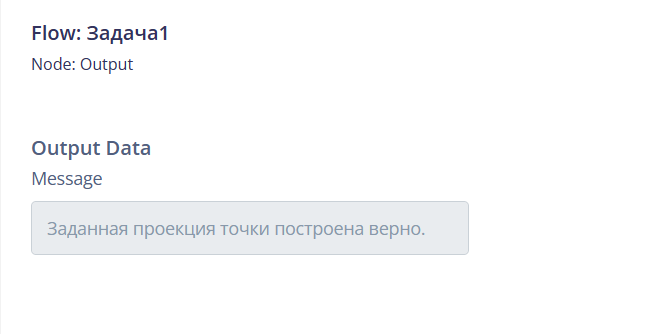 Flow: Задача1
Node: Output
Output Data
Message
Заданная проекция точки построена верно.